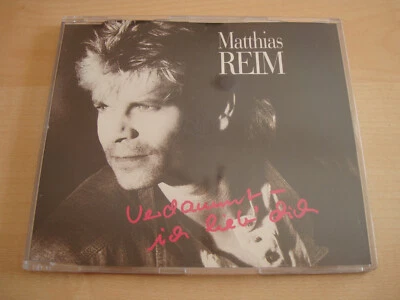 Matthias
REIM
Verdammt -
ich lieb' dich